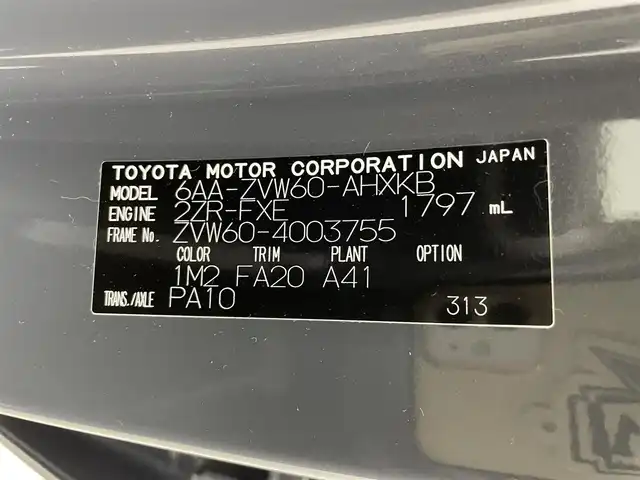 TOYOTA MOTOR CORPORATION JAPAN
MODEL 6AA-ZVW60-AHXKB
ENGINE 2ZR-FXE 1797 mL
FRAME No. ZVW60-4003755
COLOR TRIM PLANT OPTION
1M2 FA20 A41
TRANS./AXLE PA10 313